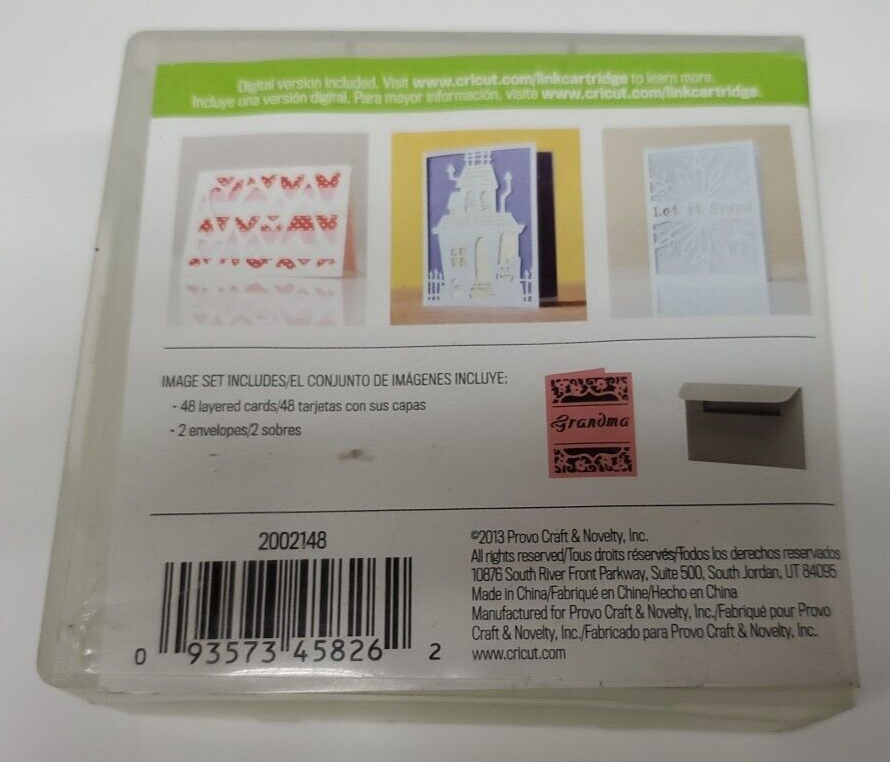 Digital version included. Visit www.cricut.com/linkcartridge to learn more.
Incluye una versión digital. Para mayor información, visite www.cricut.com/linkcartridge.
Let it Snow
IMAGE SET INCLUDES/EL CONJUNTO DE IMÁGENES INCLUYE:
- 48 layered cards/48 tarjetas con sus capas
- 2 envelopes/2 sobres
Grandma
2002148
0 93573 45826 2
©2013 Provo Craft & Novelty, Inc.
All rights reserved/Tous droits réservés/Todos los derechos reservados
10876 South River Front Parkway, Suite 500, South Jordan, UT 84095
Made in China/Fabriqué en Chine/Hecho en China
Manufactured for Provo Craft & Novelty, Inc./Fabriqué pour Provo
Craft & Novelty, Inc./Fabricado para Provo Craft & Novelty, Inc.
www.cricut.com